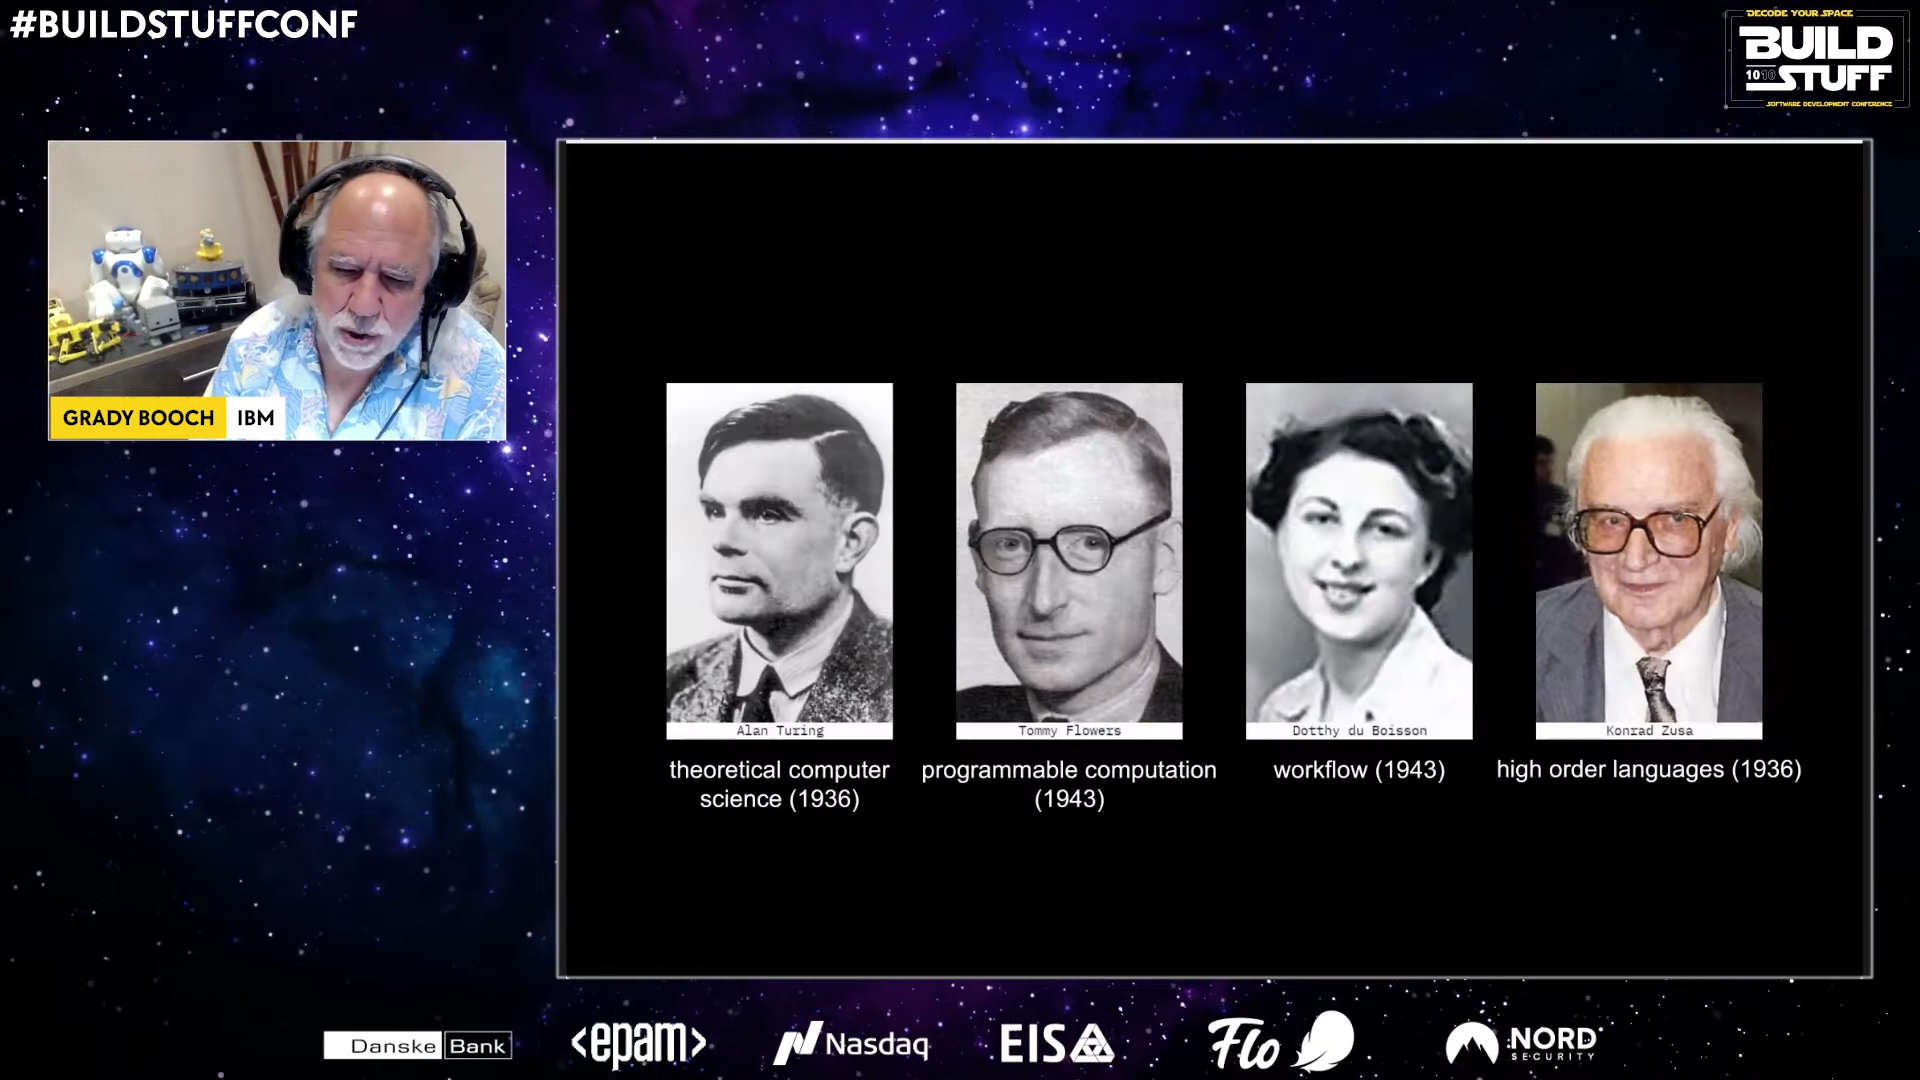 #BUILDSTUFFCONF
DECODE YOUR SPACE
BUILD
1010 STUFF
SOFTWARE DEVELOPMENT CONFERENCE
GRADY BOOCH IBM
Alan Turing
theoretical computer
science (1936)
Tommy Flowers
programmable computation
(1943)
Dotthy du Boisson
workflow (1943)
Konrad Zusa
high order languages (1936)
Danske Bank
<epam>
Nasdaq
EIS
Flo
NORD
SECURITY